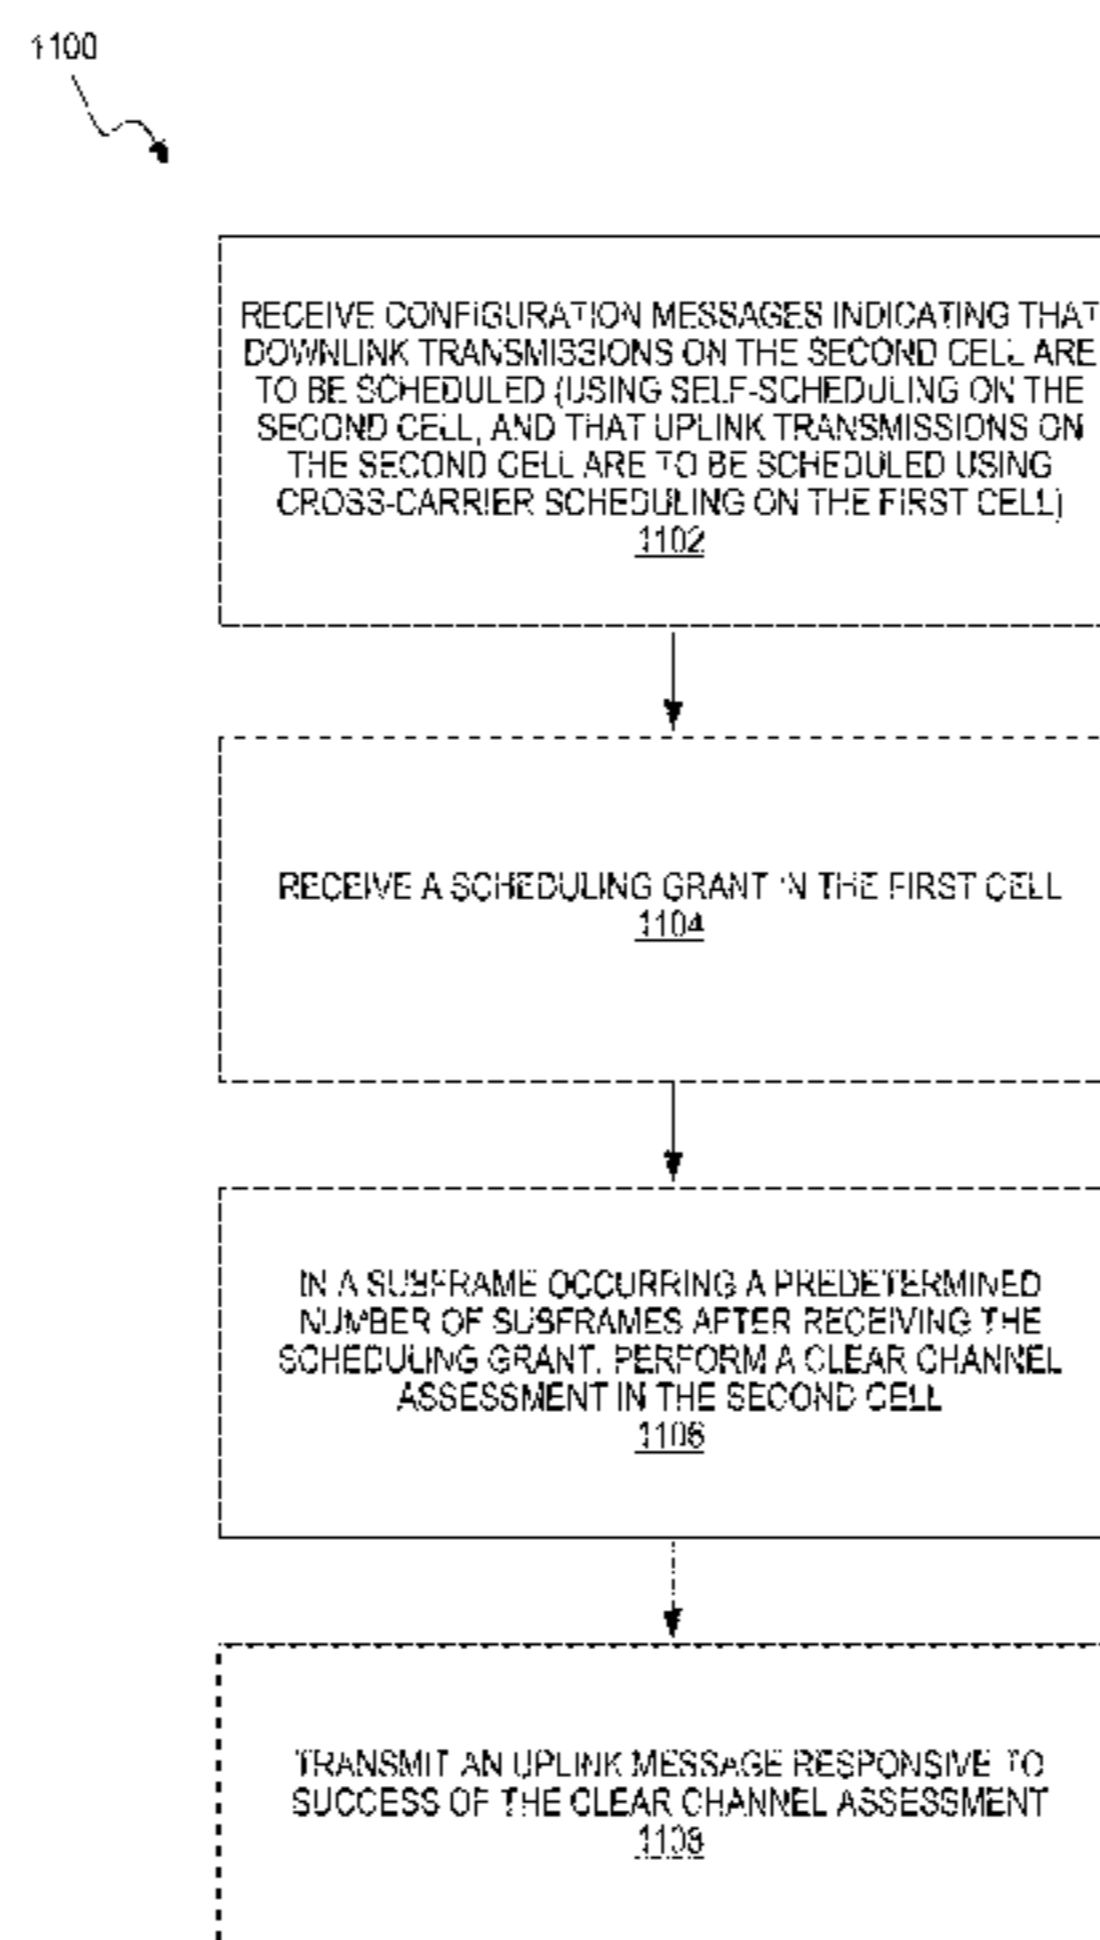 1100
RECEIVE CONFIGURATION MESSAGES INDICATING THAT
DOWNLINK TRANSMISSIONS ON THE SECOND CELL ARE
TO BE SCHEDULED (USING SELF-SCHEDULING ON THE
SECOND CELL, AND THAT UPLINK TRANSMISSIONS ON
THE SECOND CELL ARE TO BE SCHEDULED USING
CROSS-CARRIER SCHEDULING ON THE FIRST CELL)
1102
RECEIVE A SCHEDULING GRANT IN THE FIRST CELL
1104
IN A SUBFRAME OCCURRING A PREDETERMINED
NUMBER OF SUBFRAMES AFTER RECEIVING THE
SCHEDULING GRANT, PERFORM A CLEAR CHANNEL
ASSESSMENT IN THE SECOND CELL
1106
TRANSMIT AN UPLINK MESSAGE RESPONSIVE TO
SUCCESS OF THE CLEAR CHANNEL ASSESSMENT
1108